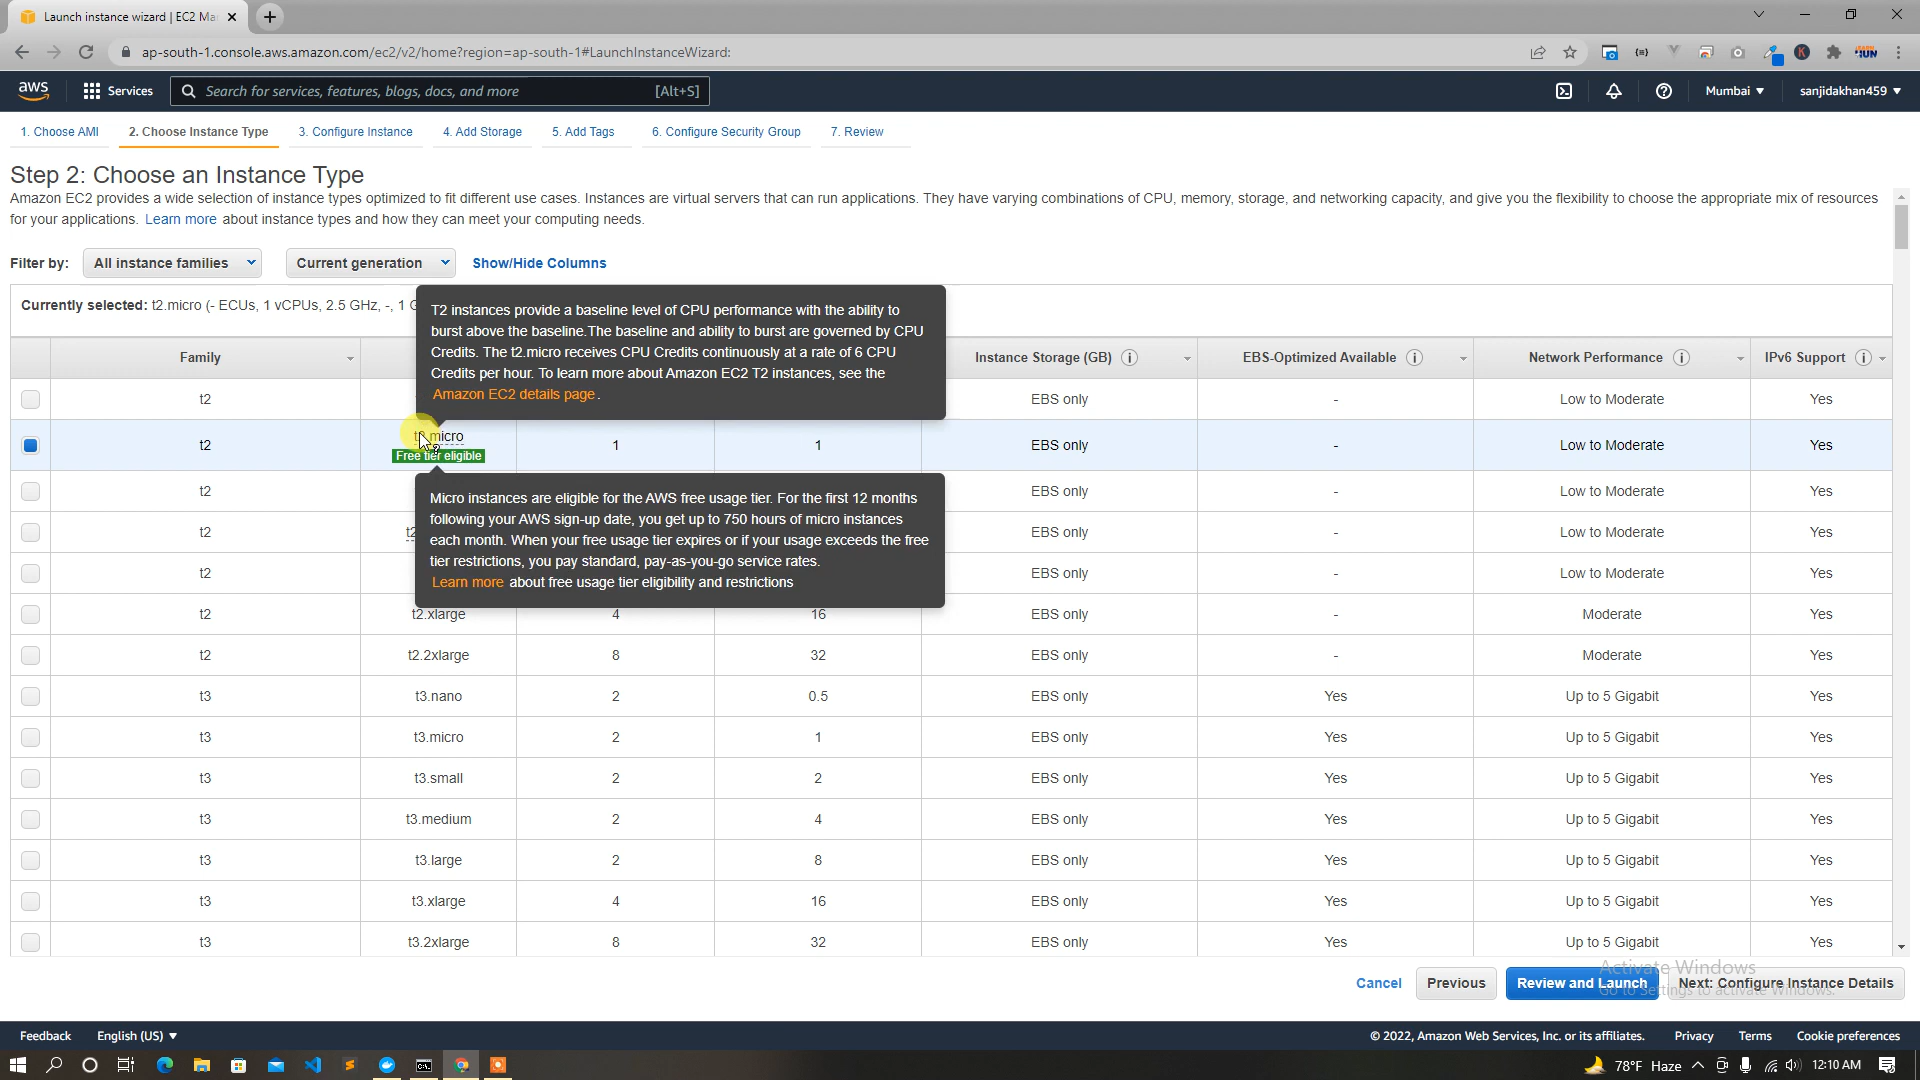 Launch instance wizard | EC2 Ma
ap-south-1.console.aws.amazon.com/ec2/v2/home?region=ap-south-1#LaunchInstanceWizard:
aws Services Search for services, features, blogs, docs, and more [Alt+S] Mumbai sanjidakhan459
1. Choose AMI 2. Choose Instance Type 3. Configure Instance 4. Add Storage 5. Add Tags 6. Configure Security Group 7. Review
Step 2: Choose an Instance Type
Amazon EC2 provides a wide selection of instance types optimized to fit different use cases. Instances are virtual servers that can run applications. They have varying combinations of CPU, memory, storage, and networking capacity, and give you the flexibility to choose the appropriate mix of resources
for your applications. Learn more about instance types and how they can meet your computing needs.
Filter by: All instance families Current generation Show/Hide Columns
Currently selected: t2.micro (- ECUs, 1 vCPUs, 2.5 GHz, -, 1 G
T2 instances provide a baseline level of CPU performance with the ability to
burst above the baseline.The baseline and ability to burst are governed by CPU
Credits. The t2.micro receives CPU Credits continuously at a rate of 6 CPU
Credits per hour. To learn more about Amazon EC2 T2 instances, see the
Amazon EC2 details page.
Family Instance Storage (GB) EBS-Optimized Available Network Performance IPv6 Support
t2 EBS only - Low to Moderate Yes
t2 t2.micro 1 1 EBS only - Low to Moderate Yes
Free tier eligible
t2 EBS only - Low to Moderate Yes
Micro instances are eligible for the AWS free usage tier. For the first 12 months
following your AWS sign-up date, you get up to 750 hours of micro instances
each month. When your free usage tier expires or if your usage exceeds the free
tier restrictions, you pay standard, pay-as-you-go service rates.
Learn more about free usage tier eligibility and restrictions
t2 t2 EBS only - Low to Moderate Yes
t2 EBS only - Low to Moderate Yes
t2 t2.xlarge 4 16 EBS only - Moderate Yes
t2 t2.2xlarge 8 32 EBS only - Moderate Yes
t3 t3.nano 2 0.5 EBS only Yes Up to 5 Gigabit Yes
t3 t3.micro 2 1 EBS only Yes Up to 5 Gigabit Yes
t3 t3.small 2 2 EBS only Yes Up to 5 Gigabit Yes
t3 t3.medium 2 4 EBS only Yes Up to 5 Gigabit Yes
t3 t3.large 2 8 EBS only Yes Up to 5 Gigabit Yes
t3 t3.xlarge 4 16 EBS only Yes Up to 5 Gigabit Yes
t3 t3.2xlarge 8 32 EBS only Yes Up to 5 Gigabit Yes
Activate Windows
Go to Settings to activate Windows.
Cancel Previous Review and Launch Next: Configure Instance Details
Feedback English (US) © 2022, Amazon Web Services, Inc. or its affiliates. Privacy Terms Cookie preferences
78°F Haze 12:10 AM